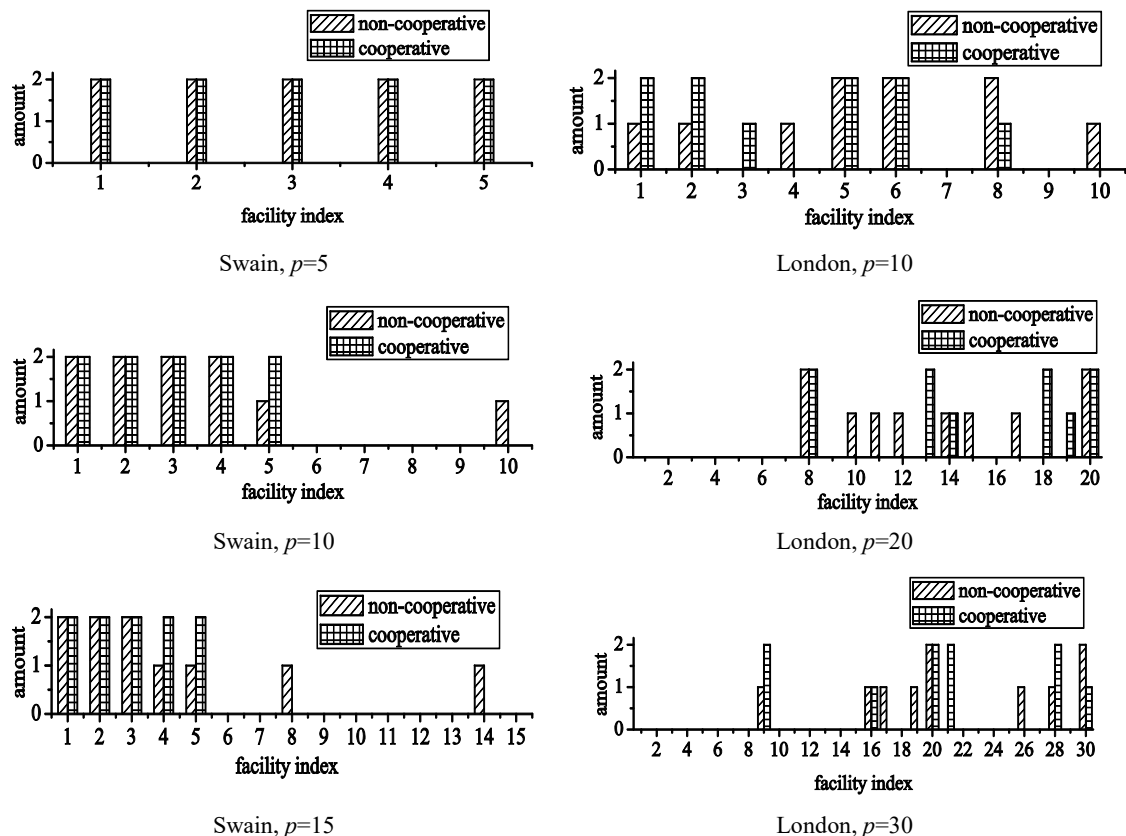 non-cooperative
cooperative
amount
2
1
0
1 2 3 4 5
facility index
Swain, p=5
non-cooperative
cooperative
amount
2
1
0
1 2 3 4 5 6 7 8 9 10
facility index
London, p=10
non-cooperative
cooperative
amount
2
1
0
1 2 3 4 5 6 7 8 9 10
facility index
Swain, p=10
non-cooperative
cooperative
amount
2
1
0
2 4 6 8 10 12 14 16 18 20
facility index
London, p=20
non-cooperative
cooperative
amount
2
1
0
1 2 3 4 5 6 7 8 9 10 11 12 13 14 15
facility index
Swain, p=15
non-cooperative
cooperative
amount
2
1
0
2 4 6 8 10 12 14 16 18 20 22 24 26 28 30
facility index
London, p=30